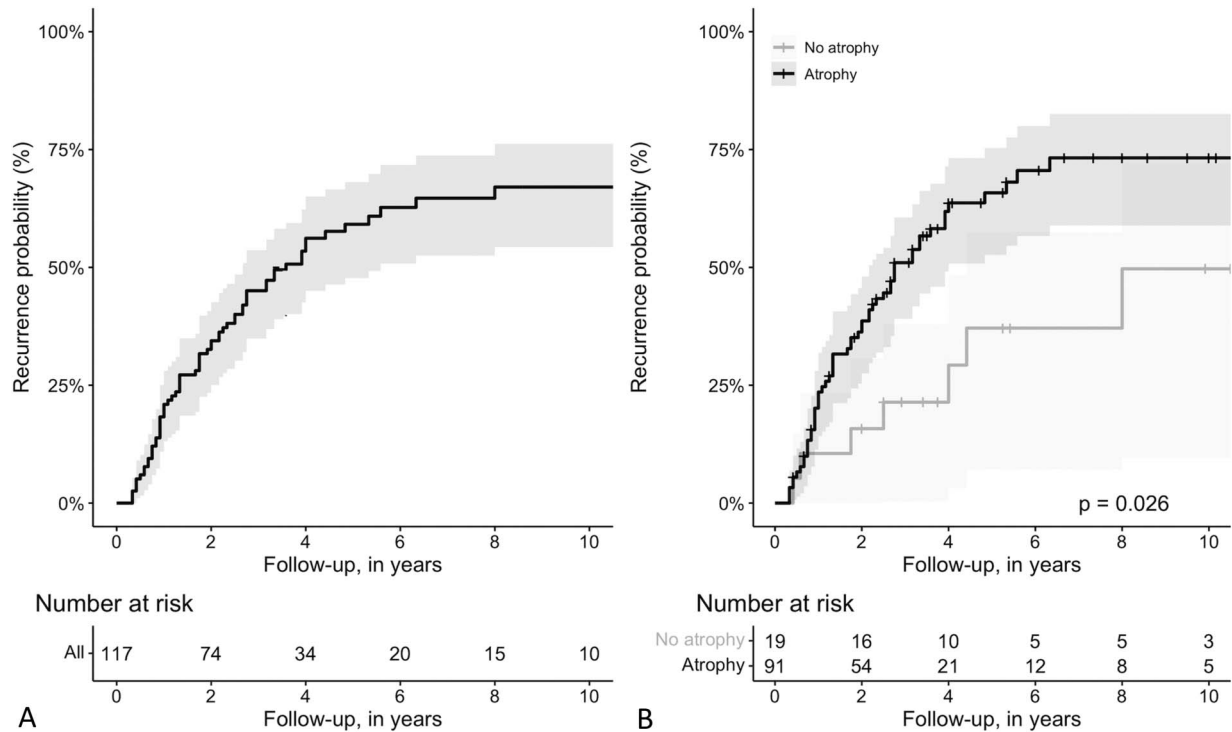 100%
75%
50%
25%
0%
Recurrence probability (%)
0 2 4 6 8 10
Follow-up, in years
Number at risk
All 117 74 34 20 15 10
0 2 4 6 8 10
Follow-up, in years
A
100%
75%
50%
25%
0%
Recurrence probability (%)
No atrophy
Atrophy
p = 0.026
0 2 4 6 8 10
Follow-up, in years
Number at risk
No atrophy 19 16 10 5 5 3
Atrophy 91 54 21 12 8 5
0 2 4 6 8 10
Follow-up, in years
B